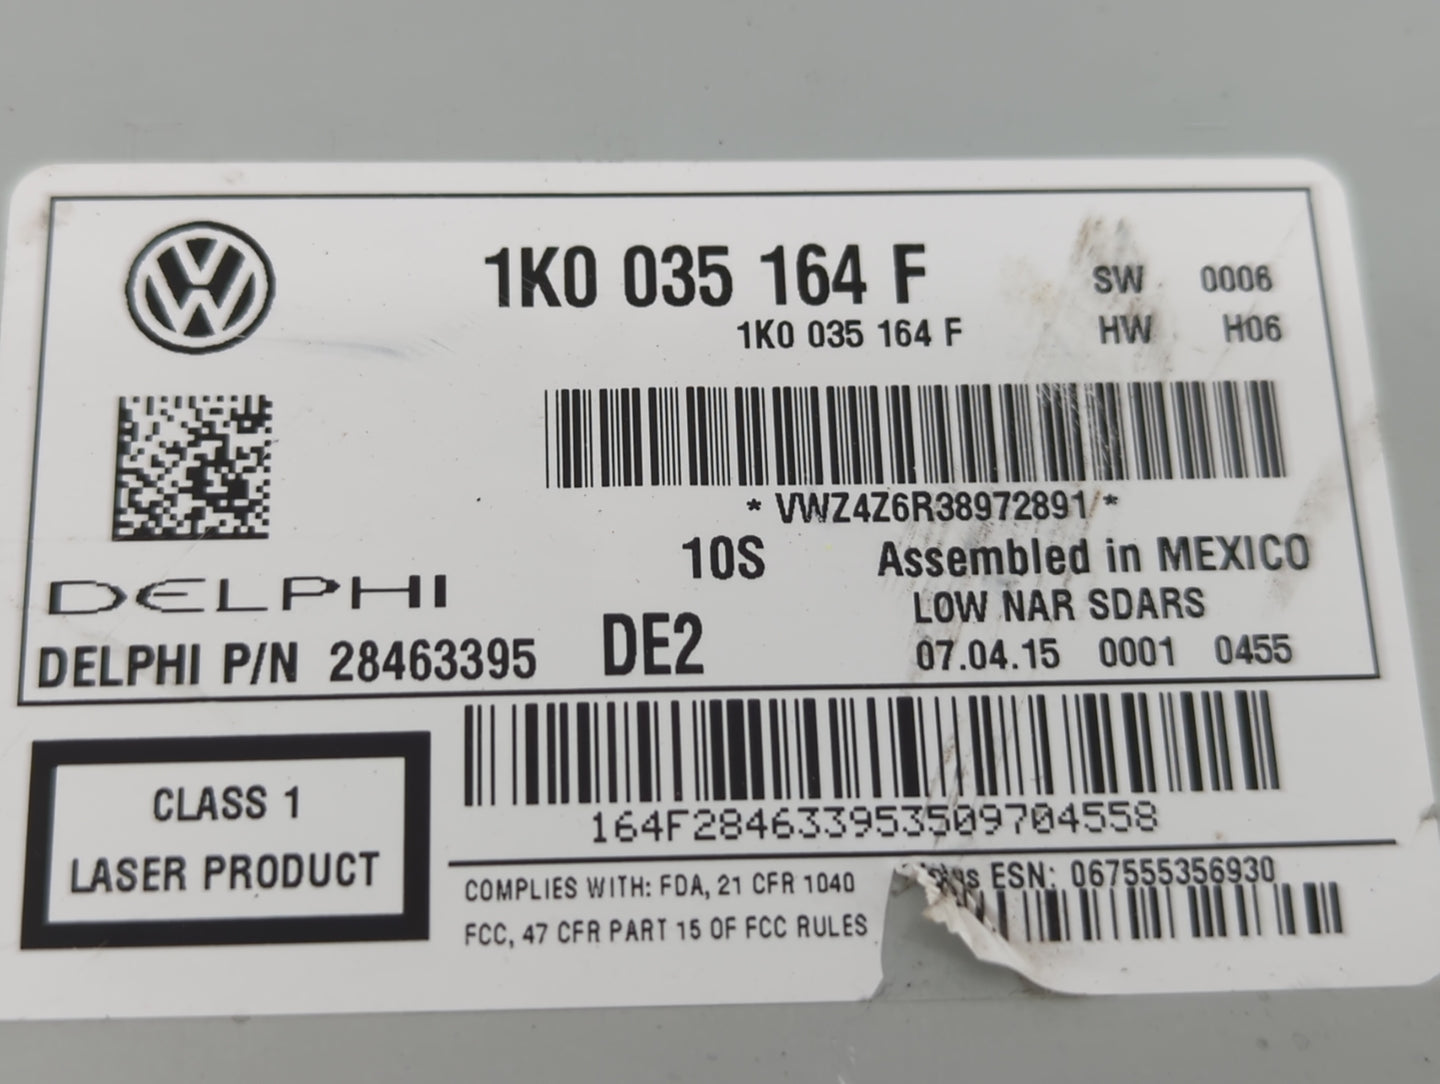 1K0 035 164 F
1K0 035 164 F
SW 0006
HW H06
* VWZ4Z6R38972891 *
10S
Assembled in MEXICO
DELPHI
LOW NAR SDARS
DELPHI P/N 28463395
DE2
07.04.15 0001 0455
CLASS 1
LASER PRODUCT
164F284633953509704558
COMPLIES WITH: FDA, 21 CFR 1040
FCC, 47 CFR PART 15 OF FCC RULES
ESN: 067555356930